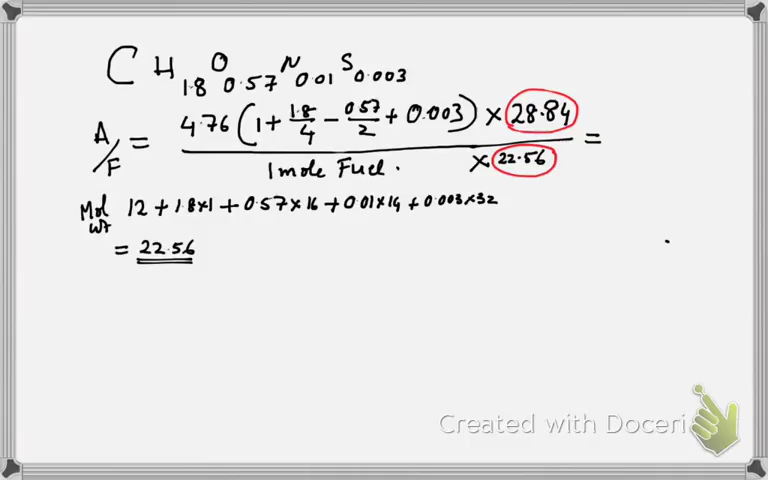 C H1.8 O0.57 N0.01 S0.003
A/F = 4.76 (1 + 1.8/4 - 0.57/2 + 0.003) × 28.84 =
1 mole Fuel. × 22.56
Mol Wt 12 + 1.8×1 + 0.57×16 + 0.01×14 + 0.003×32
= 22.56
Created with Doceri